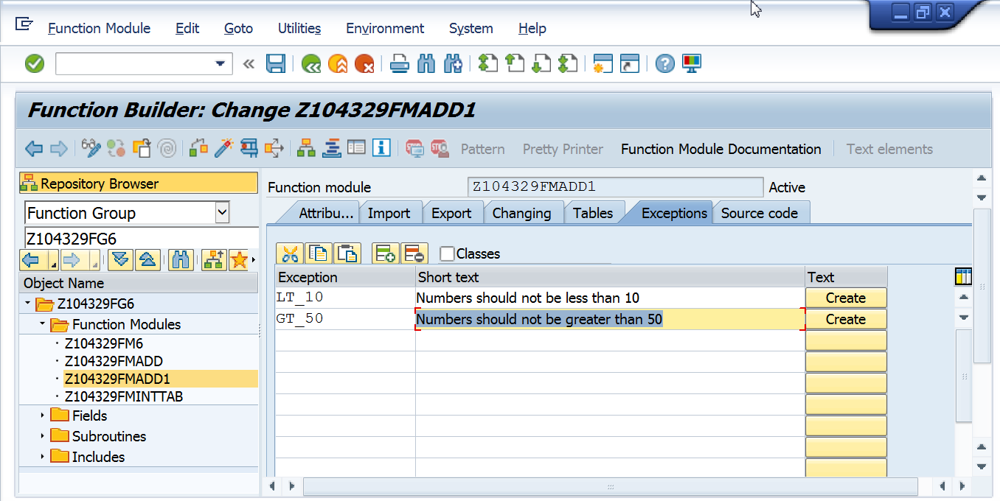 Function Module Edit Goto Utilities Environment System Help
Function Builder: Change Z104329FMADD1
Pattern Pretty Printer Function Module Documentation Text elements
Repository Browser
Function Group
Z104329FG6
Object Name
Z104329FG6
Function Modules
Z104329FM6
Z104329FMADD
Z104329FMADD1
Z104329FMINTTAB
Fields
Subroutines
Includes
Function module Z104329FMADD1 Active
Attribu... Import Export Changing Tables Exceptions Source code
Classes
Exception Short text Text
LT_10 Numbers should not be less than 10 Create
GT_50 Numbers should not be greater than 50 Create